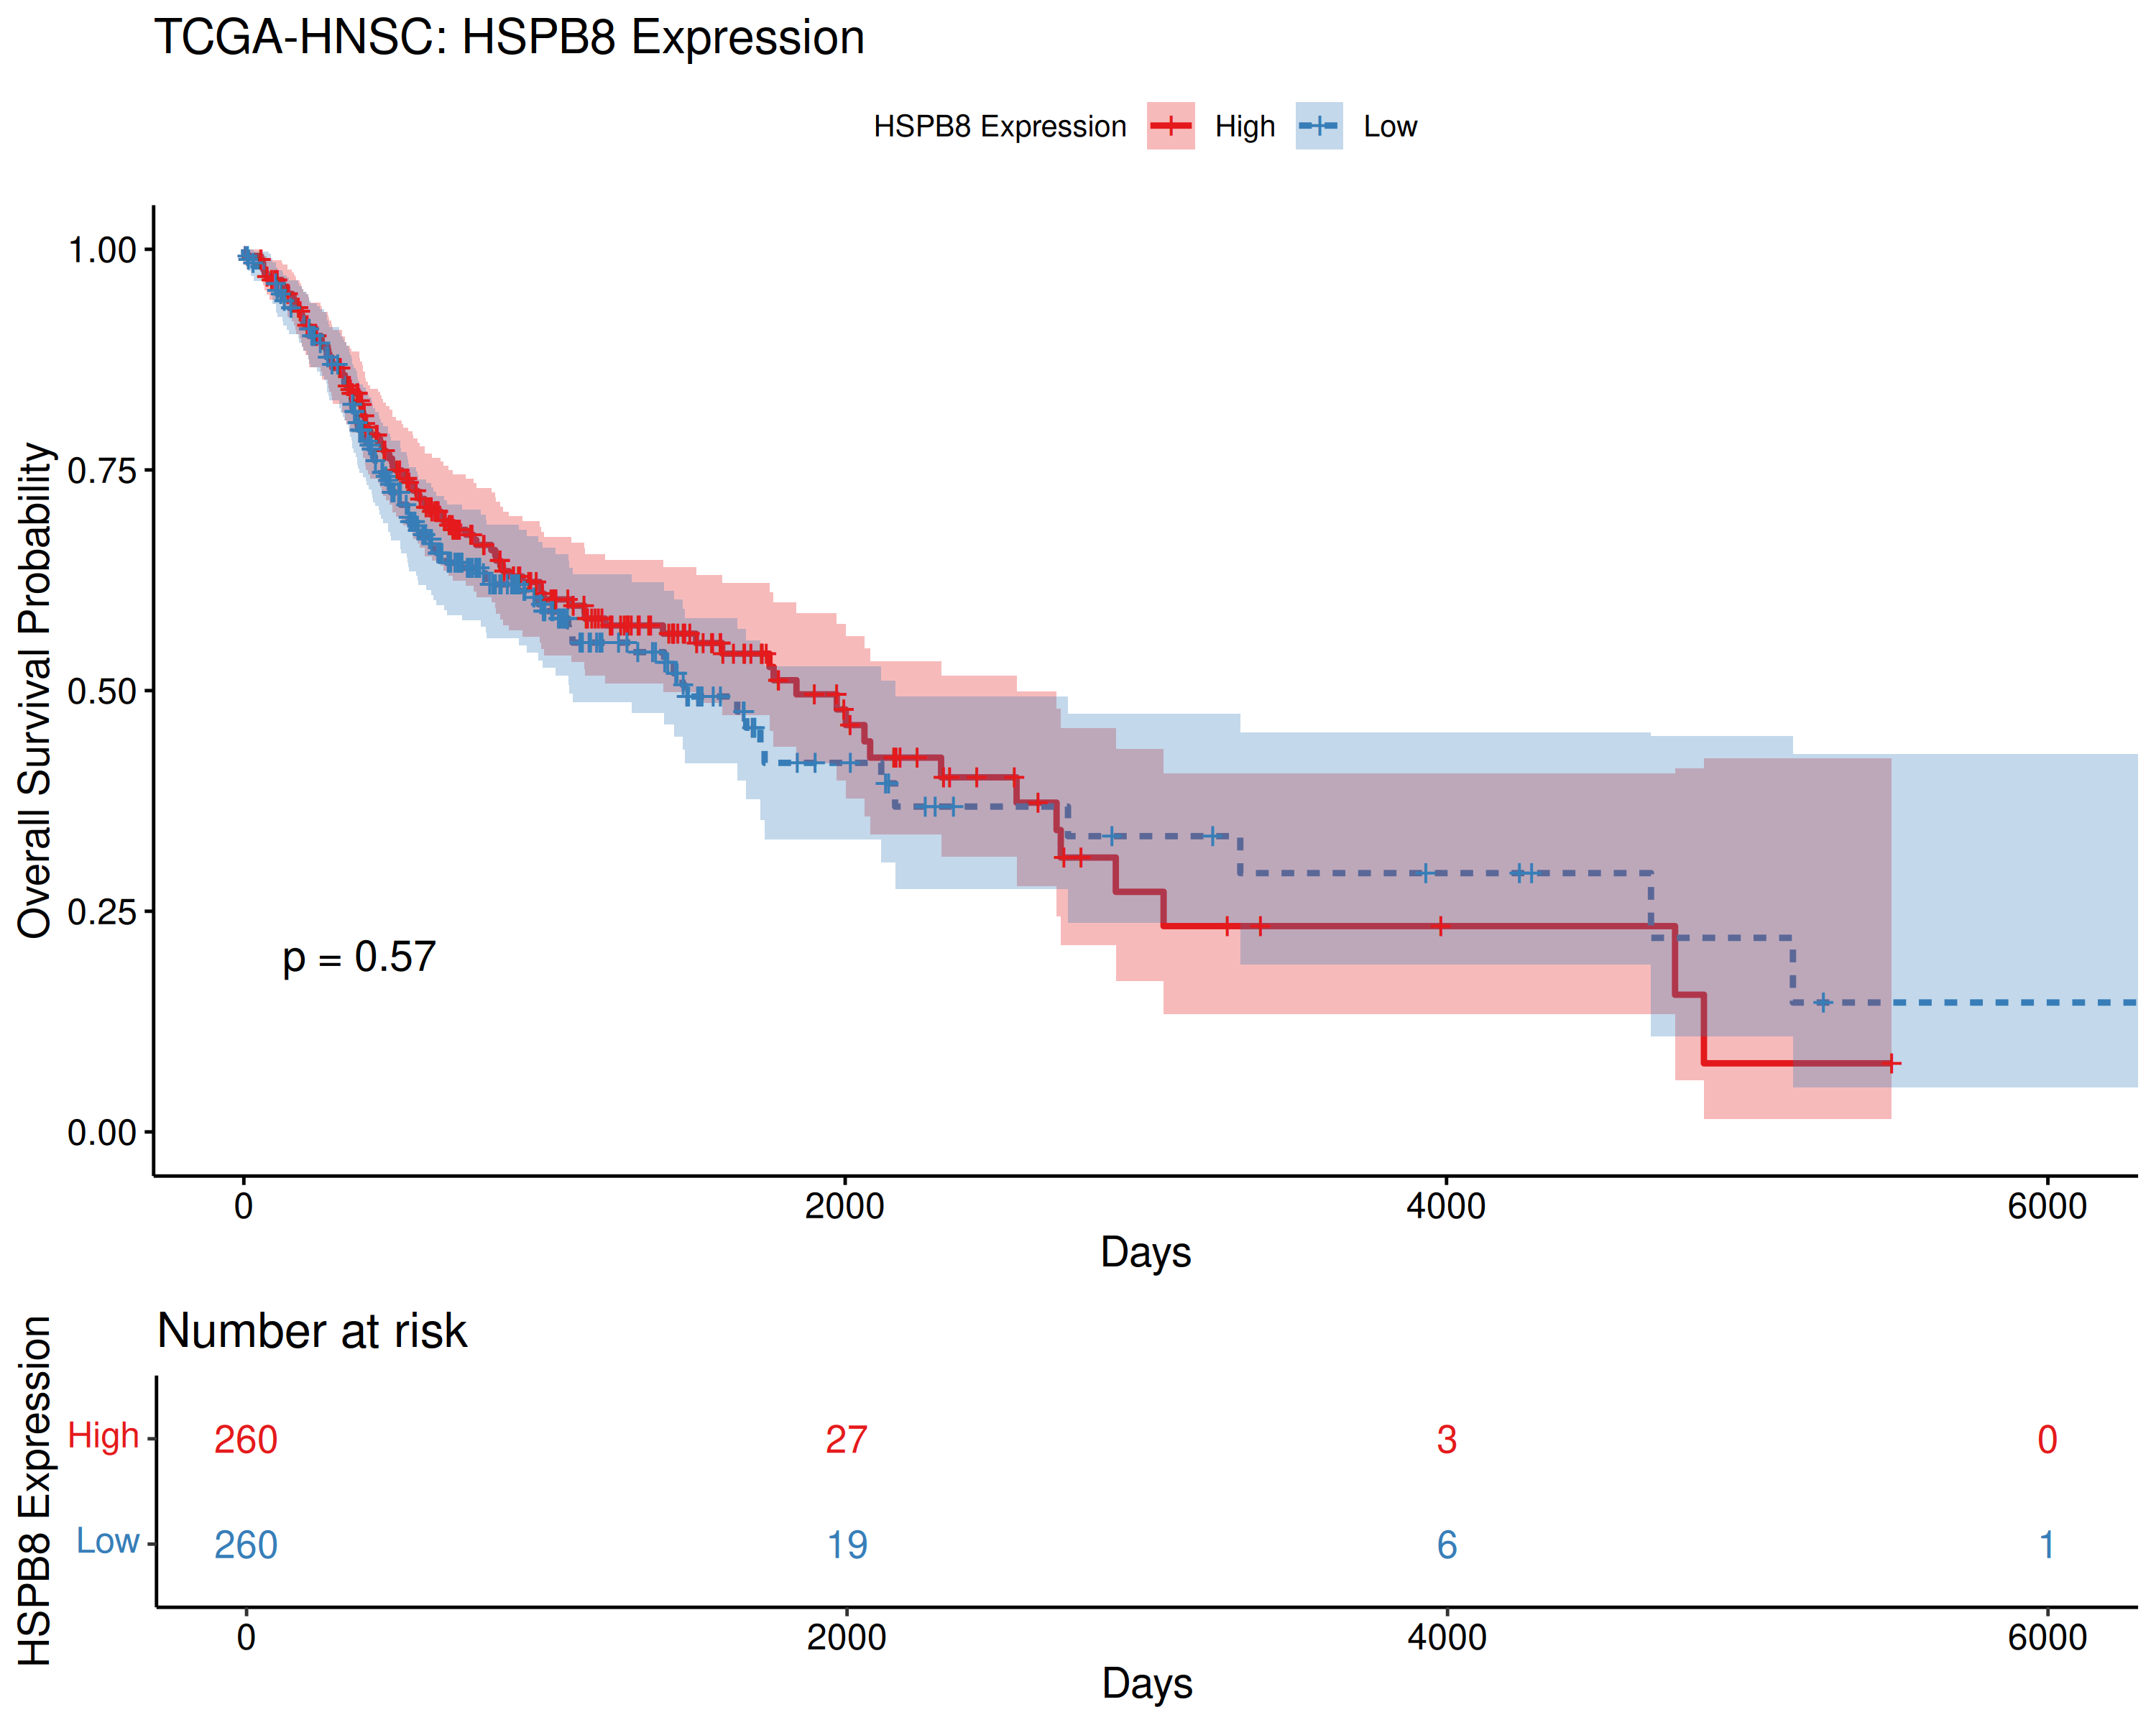 TCGA-HNSC: HSPB8 Expression
HSPB8 Expression High Low
Overall Survival Probability
1.00
0.75
0.50
0.25
0.00
p = 0.57
0 2000 4000 6000
Days
Number at risk
HSPB8 Expression
High 260 27 3 0
Low 260 19 6 1
0 2000 4000 6000
Days